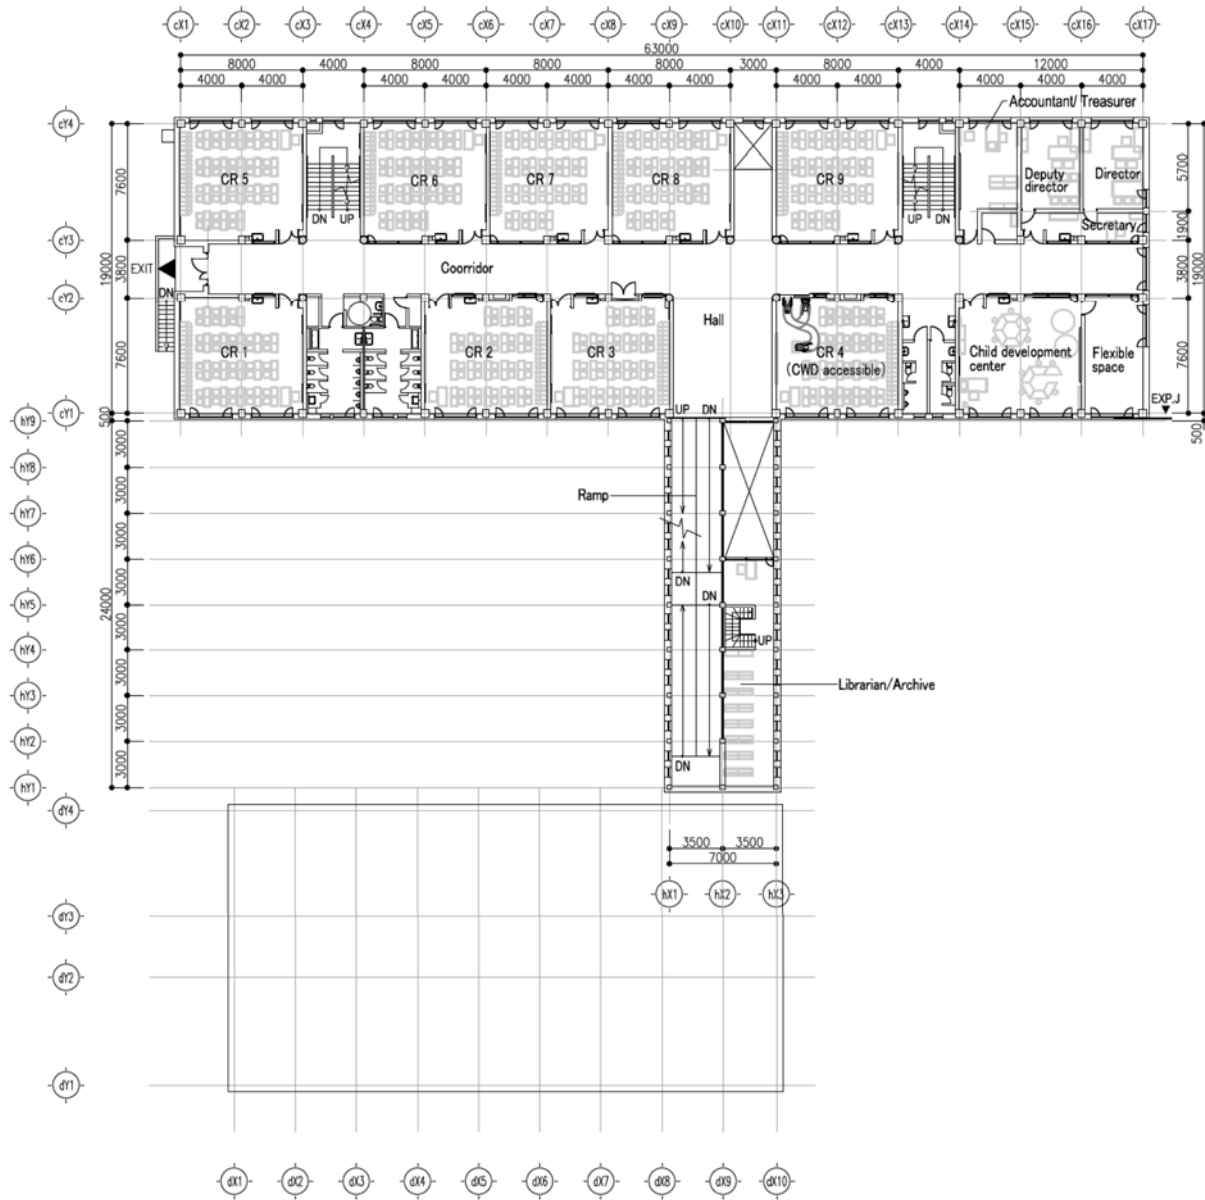 cX1 cX2 cX3 cX4 cX5 cX6 cX7 cX8 cX9 cX10 cX11 cX12 cX13 cX14 cX15 cX16 cX17
63000
8000 4000 8000 8000 8000 3000 8000 4000 12000
4000 4000 4000 4000 4000 4000 4000 4000 4000 4000 4000 4000 4000
Accountant/ Treasurer
cY4
7600
CR 5
CR 6
CR 7
CR 8
CR 9
Deputy
director
Director
5700
DN UP
UP DN
Secretary
1900
cY3
EXIT
19000
3800
Coorridor
3800
19000
DN
cY2
Hall
7600
CR 1
CR 2
CR 3
CR 4
(CWD accessible)
Child development
center
Flexible
space
7600
EXP.J
cY1
500
UP DN
500
hY9
3000
hY8
3000
Ramp
hY7
3000
hY6
3000
DN
DN
hY5
24000
3000
UP
hY4
3000
Librarian/Archive
hY3
3000
hY2
3000
DN
hY1
dY4
3500 3500
7000
hX1 hX2 hX3
dY3
dY2
dY1
dX1 dX2 dX3 dX4 dX5 dX6 dX7 dX8 dX9 dX10